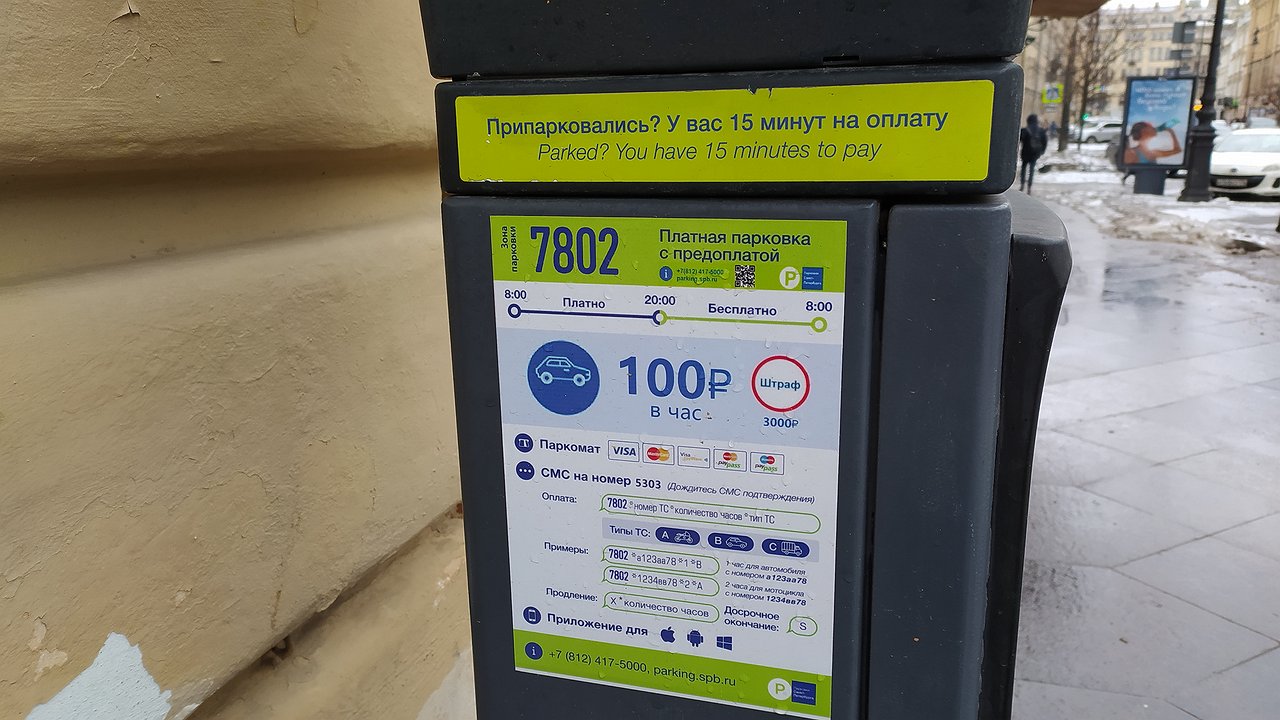 Припарковались? У вас 15 минут на оплату
Parked? You have 15 minutes to pay
Зона парковки
7802
Платная парковка
с предоплатой
+7(812) 417-5000
parking.spb.ru
P
8:00 Платно 20:00 Бесплатно 8:00
100₽
в час
Штраф
3000₽
Паркомат VISA MasterCard Visa PayPass PayPass
СМС на номер 5303 (Дождитесь СМС подтверждения)
Оплата: 7802*номер ТС*количество часов*тип ТС
Типы ТС: A B C
Примеры: 7802*а123аа78*1*B
1 час для автомобиля
с номером а123аа78
7802*1234вв78*2*A
2 часа для мотоцикла
с номером 1234вв78
Продление: X*количество часов
Досрочное
окончание: S
Приложение для
+7 (812) 417-5000, parking.spb.ru
P